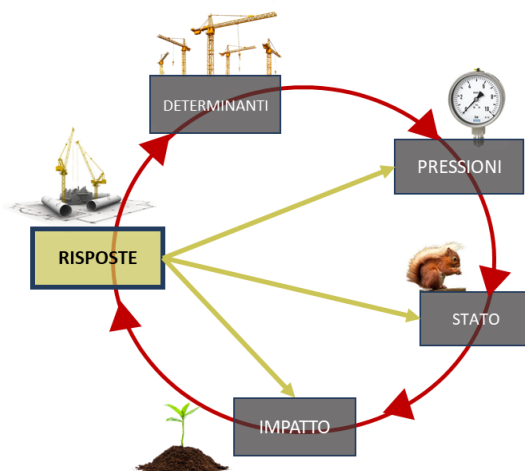 DETERMINANTI
PRESSIONI
RISPOSTE
STATO
IMPATTO